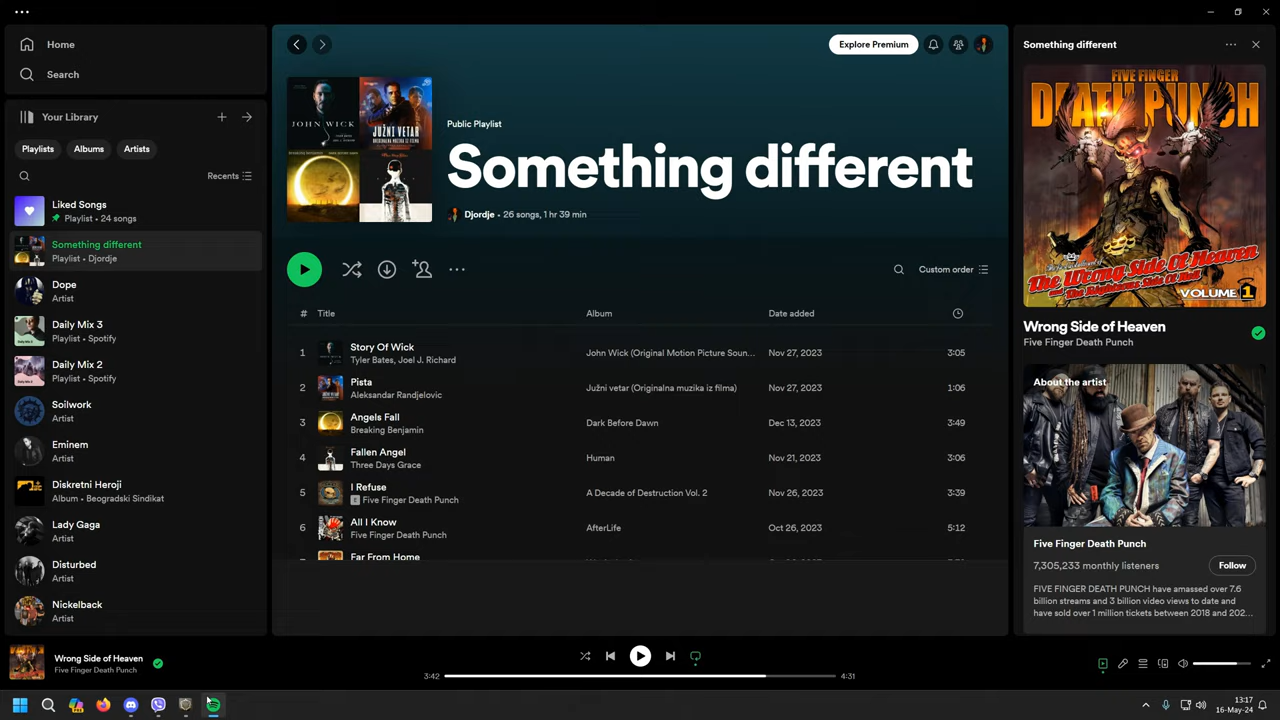 Home
Search
Your Library
Playlists
Albums
Artists
Recents
Liked Songs
Playlist • 24 songs
Something different
Playlist • Djordje
Dope
Artist
Daily Mix 3
Playlist • Spotify
Daily Mix 2
Playlist • Spotify
Soilwork
Artist
Eminem
Artist
Diskretni Heroji
Album • Beogradski Sindikat
Lady Gaga
Artist
Disturbed
Artist
Nickelback
Artist
Explore Premium
JOHN WICK
JUŽNI VETAR
Public Playlist
Something different
Djordje • 26 songs, 1 hr 39 min
Custom order
# Title Album Date added
1 Story Of Wick John Wick (Original Motion Picture Soun... Nov 27, 2023 3:05
Tyler Bates, Joel J. Richard
2 Pista Južni vetar (Originalna muzika iz filma) Nov 27, 2023 1:06
Aleksandar Randjelovic
3 Angels Fall Dark Before Dawn Dec 13, 2023 3:49
Breaking Benjamin
4 Fallen Angel Human Nov 21, 2023 3:06
Three Days Grace
5 I Refuse A Decade of Destruction Vol. 2 Nov 26, 2023 3:39
E Five Finger Death Punch
6 All I Know AfterLife Oct 26, 2023 5:12
Five Finger Death Punch
Far From Home
Something different
FIVE FINGER
DEATH PUNCH
The Wrong Side Of Heaven
and The Righteous Side Of Hell
VOLUME 1
Wrong Side of Heaven
Five Finger Death Punch
About the artist
Five Finger Death Punch
7,305,233 monthly listeners
Follow
FIVE FINGER DEATH PUNCH have amassed over 7.6
billion streams and 3 billion video views to date and
have sold over 1 million tickets between 2018 and 202...
Wrong Side of Heaven
Five Finger Death Punch
3:42
4:31
13:17
16-May-24